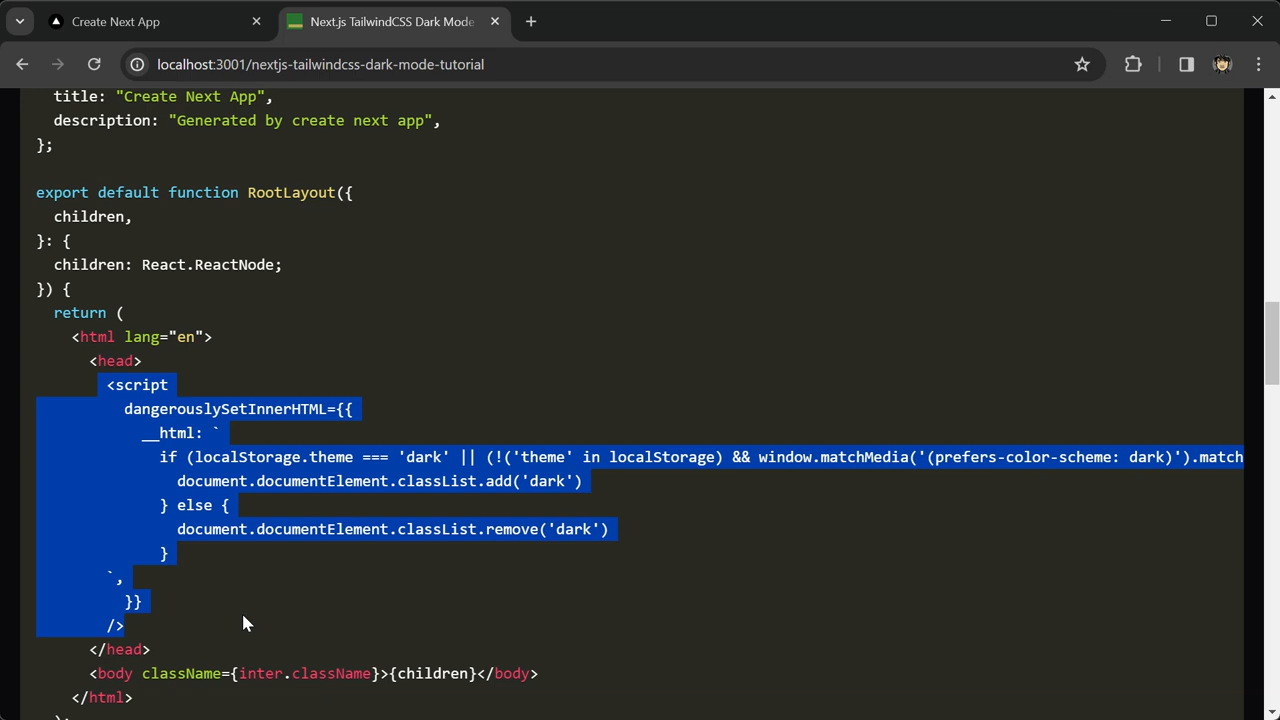 Create Next App
Next.js TailwindCSS Dark Mode
localhost:3001/nextjs-tailwindcss-dark-mode-tutorial
title: "Create Next App",
description: "Generated by create next app",
};
export default function RootLayout({
children,
}: {
children: React.ReactNode;
}) {
return (
<html lang="en">
<head>
<script
dangerouslySetInnerHTML={{
__html: `
if (localStorage.theme === 'dark' || (!('theme' in localStorage) && window.matchMedia('(prefers-color-scheme: dark)').match
document.documentElement.classList.add('dark')
} else {
document.documentElement.classList.remove('dark')
}
`,
}}
/>
</head>
<body className={inter.className}>{children}</body>
</html>